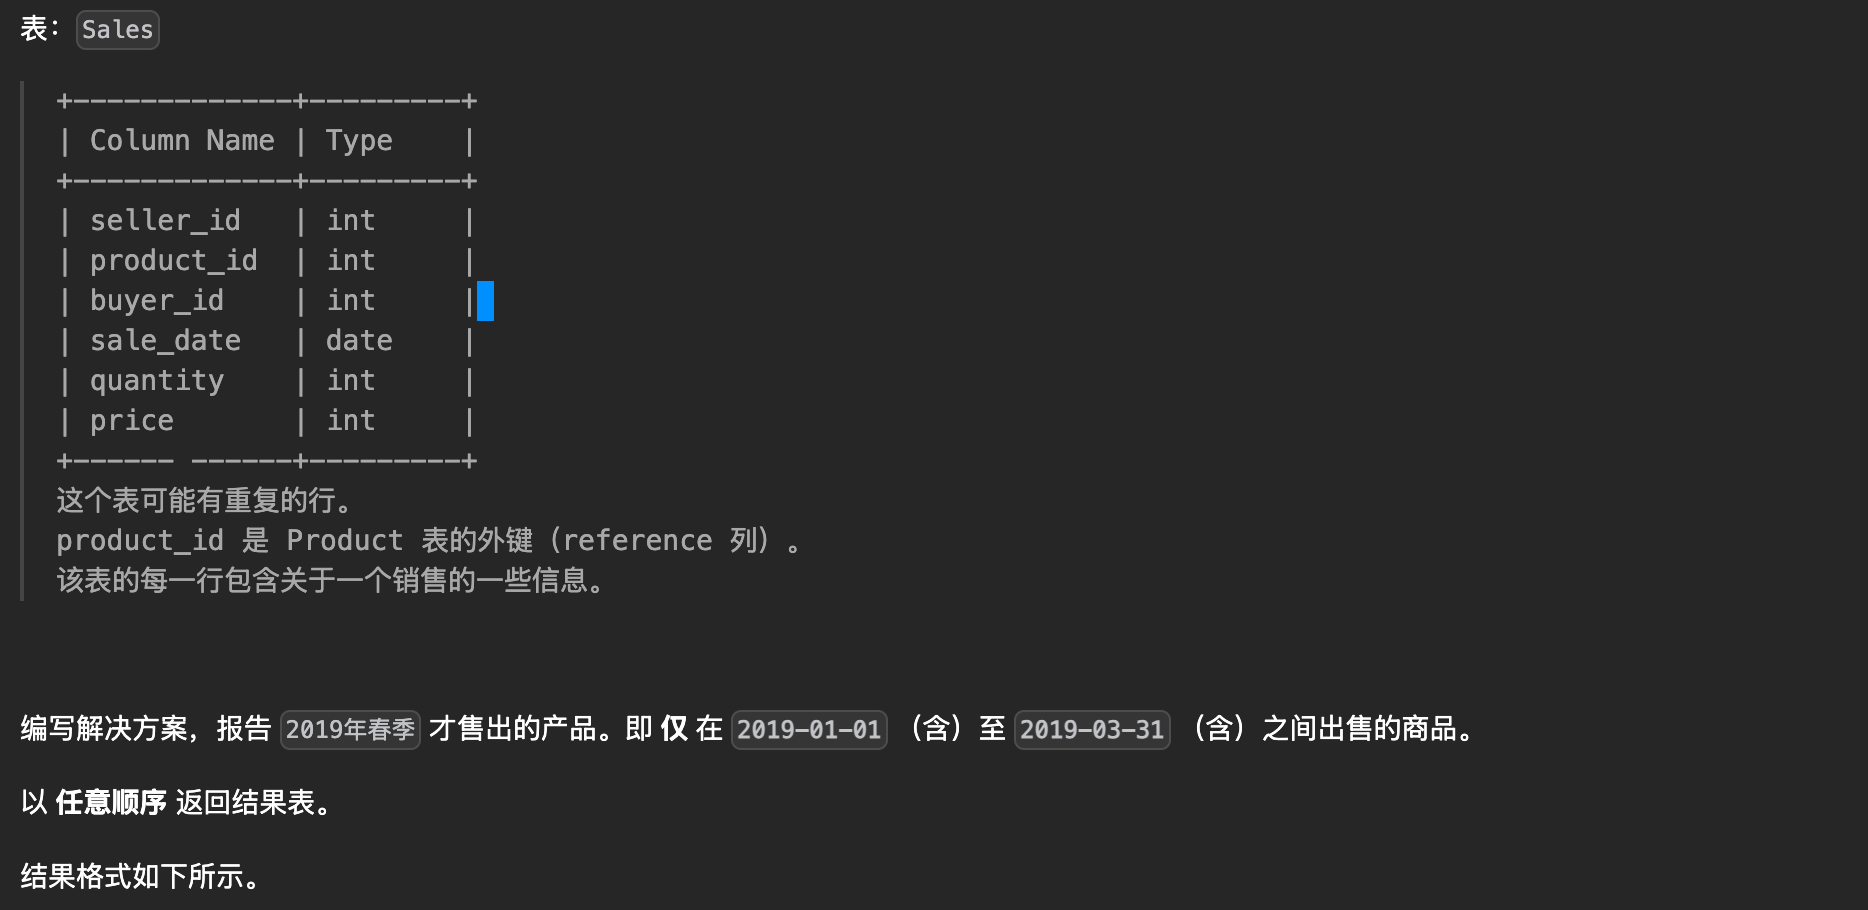 表： Sales
+-------------+---------+
| Column Name | Type    |
+-------------+---------+
| seller_id   | int     |
| product_id  | int     |
| buyer_id    | int     |
| sale_date   | date    |
| quantity    | int     |
| price       | int     |
+------ ------+---------+
这个表可能有重复的行。
product_id 是 Product 表的外键（reference 列）。
该表的每一行包含关于一个销售的一些信息。
编写解决方案，报告 2019年春季 才售出的产品。即 仅 在 2019-01-01 （含）至 2019-03-31 （含）之间出售的商品。
以 任意顺序 返回结果表。
结果格式如下所示。